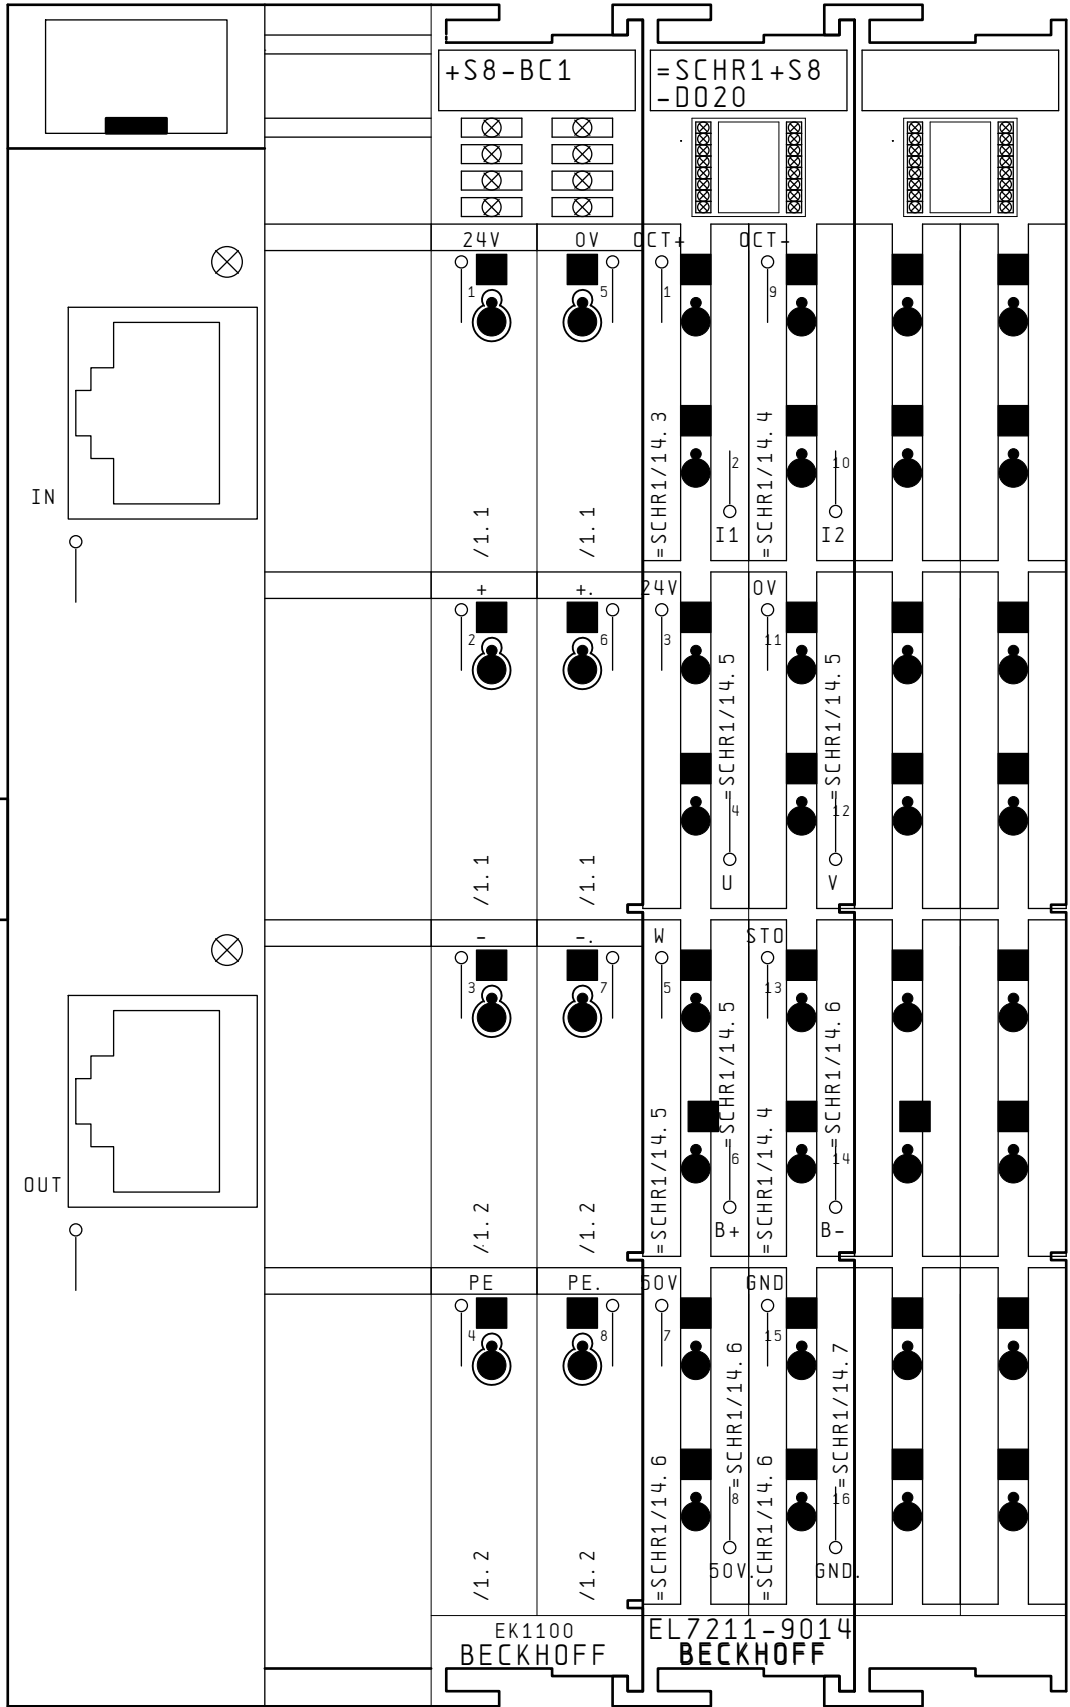 +S8-BC1
=SCHR1+S8
-DO20
24V 0V OCT+ OCT-
1 5 1 9
=SCHR1/14.3 =SCHR1/14.4
2 10
IN
/1.1 /1.1 I1 I2
+ +. 24V 0V
2 6 3 11
=SCHR1/14.5 =SCHR1/14.5
4 12
/1.1 /1.1 U V
- -. W STO
3 7 5 13
=SCHR1/14.5 =SCHR1/14.5 =SCHR1/14.4 =SCHR1/14.6
6 14
OUT
/1.2 /1.2 B+ B-
PE PE. 50V GND
4 8 7 15
=SCHR1/14.6 =SCHR1/14.6 =SCHR1/14.6 =SCHR1/14.7
8 16
/1.2 /1.2 50V. GND.
EK1100 EL7211-9014
BECKHOFF BECKHOFF